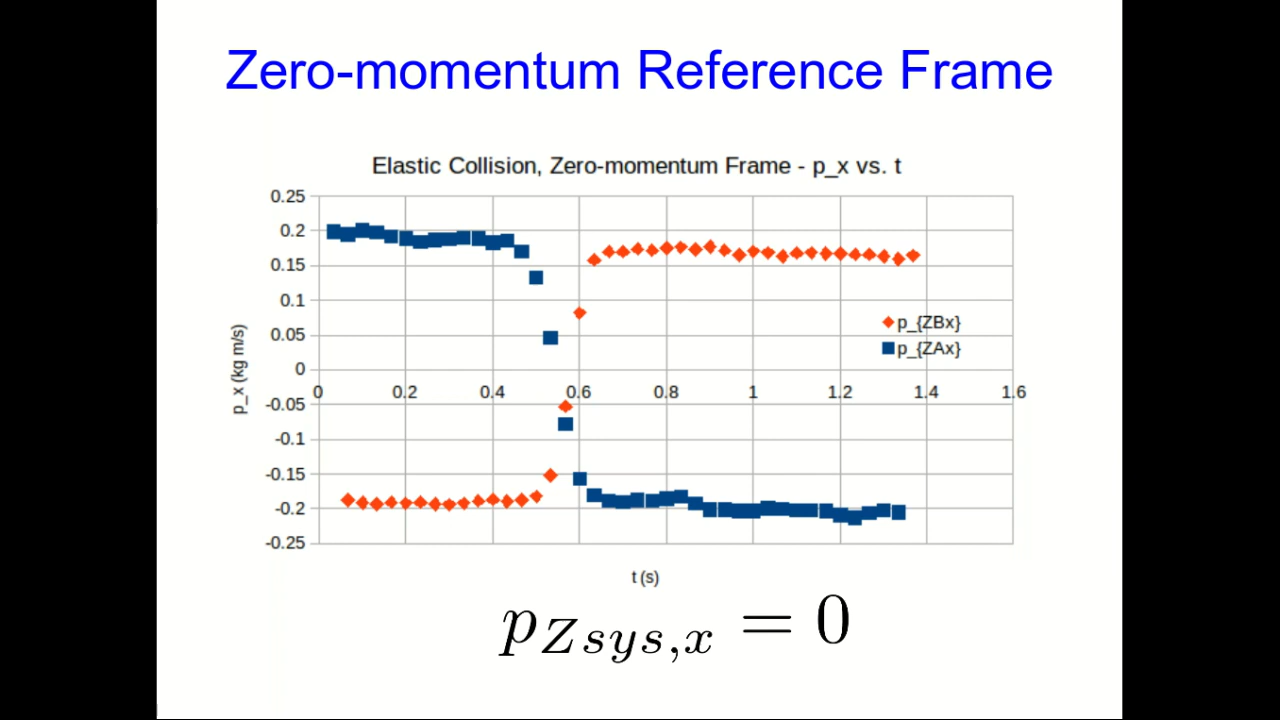 Zero-momentum Reference Frame
Elastic Collision, Zero-momentum Frame - p_x vs. t
0.25
0.2
0.15
0.1
0.05
0
-0.05
-0.1
-0.15
-0.2
-0.25
p_x (kg m/s)
0 0.2 0.4 0.6 0.8 1 1.2 1.4 1.6
p_{ZBx}
p_{ZAx}
t (s)
p_{Zsys,x} = 0